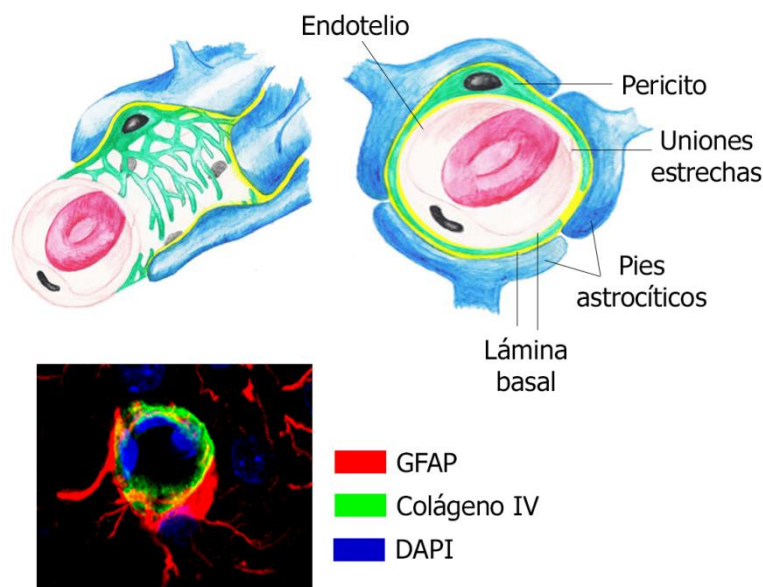 Endotelio
Pericito
Uniones
estrechas
Pies
astrocíticos
Lámina
basal
GFAP
Colágeno IV
DAPI